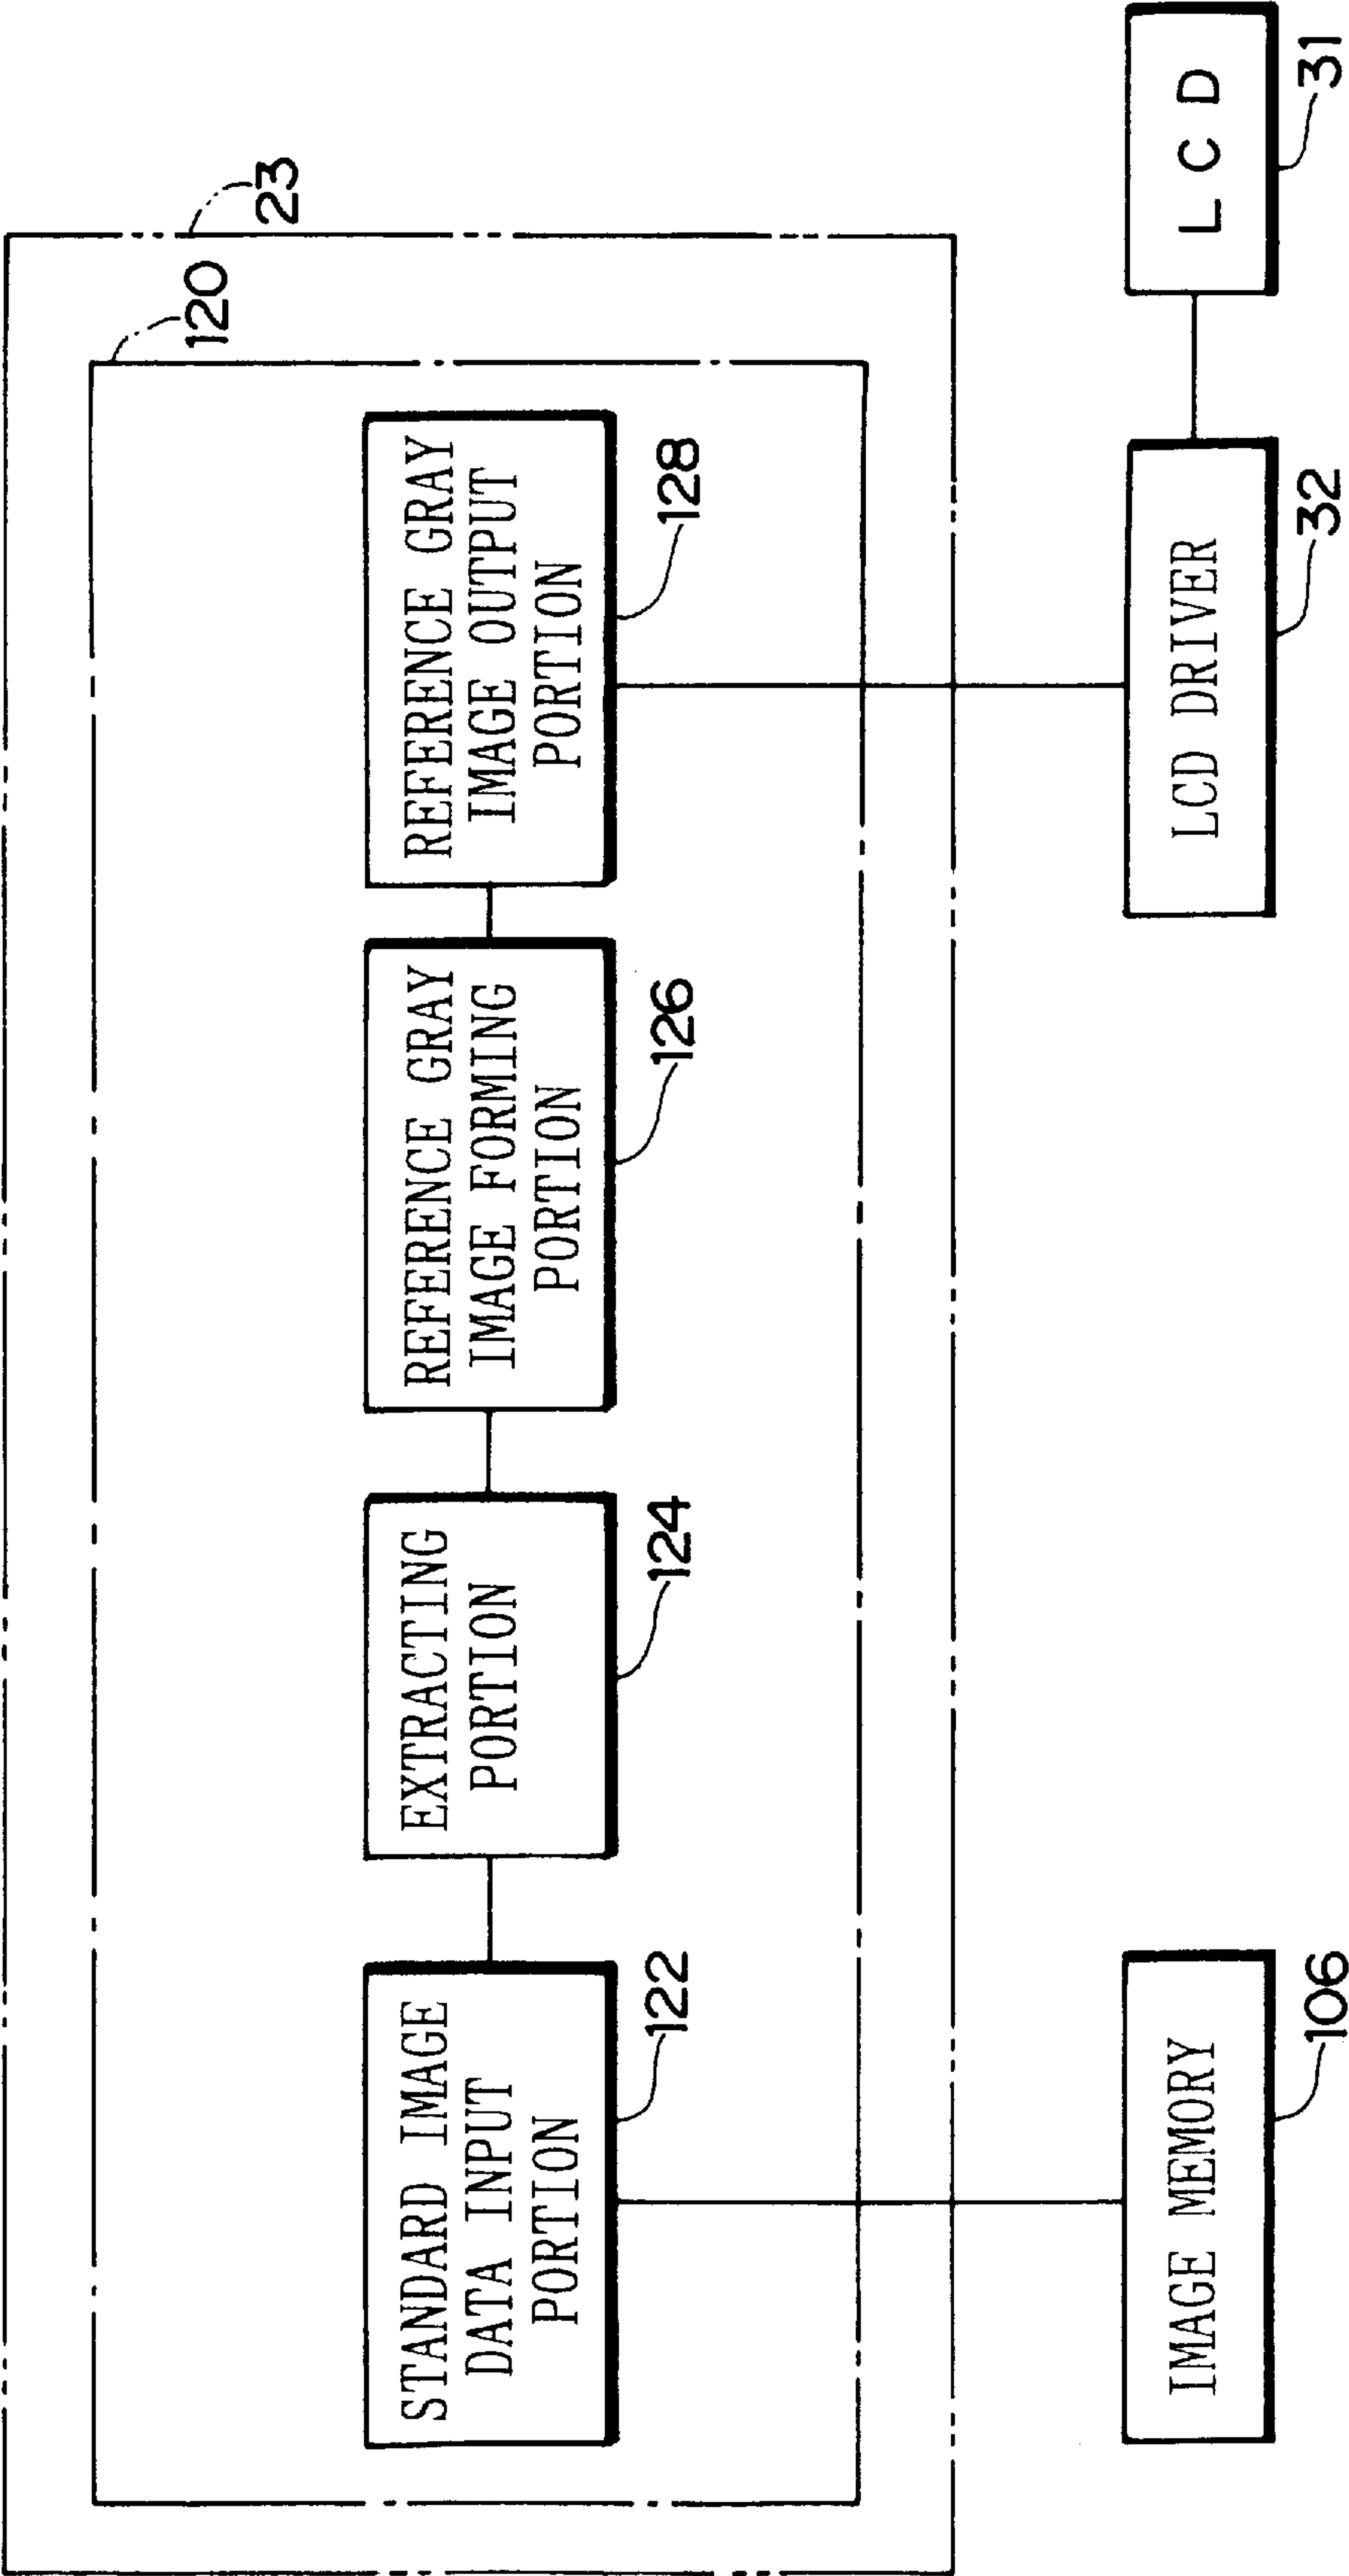 23
120
STANDARD IMAGE
DATA INPUT
PORTION
122
EXTRACTING
PORTION
124
REFERENCE GRAY
IMAGE FORMING
PORTION
126
REFERENCE GRAY
IMAGE OUTPUT
PORTION
128
IMAGE MEMORY
106
LCD DRIVER
32
LCD
31